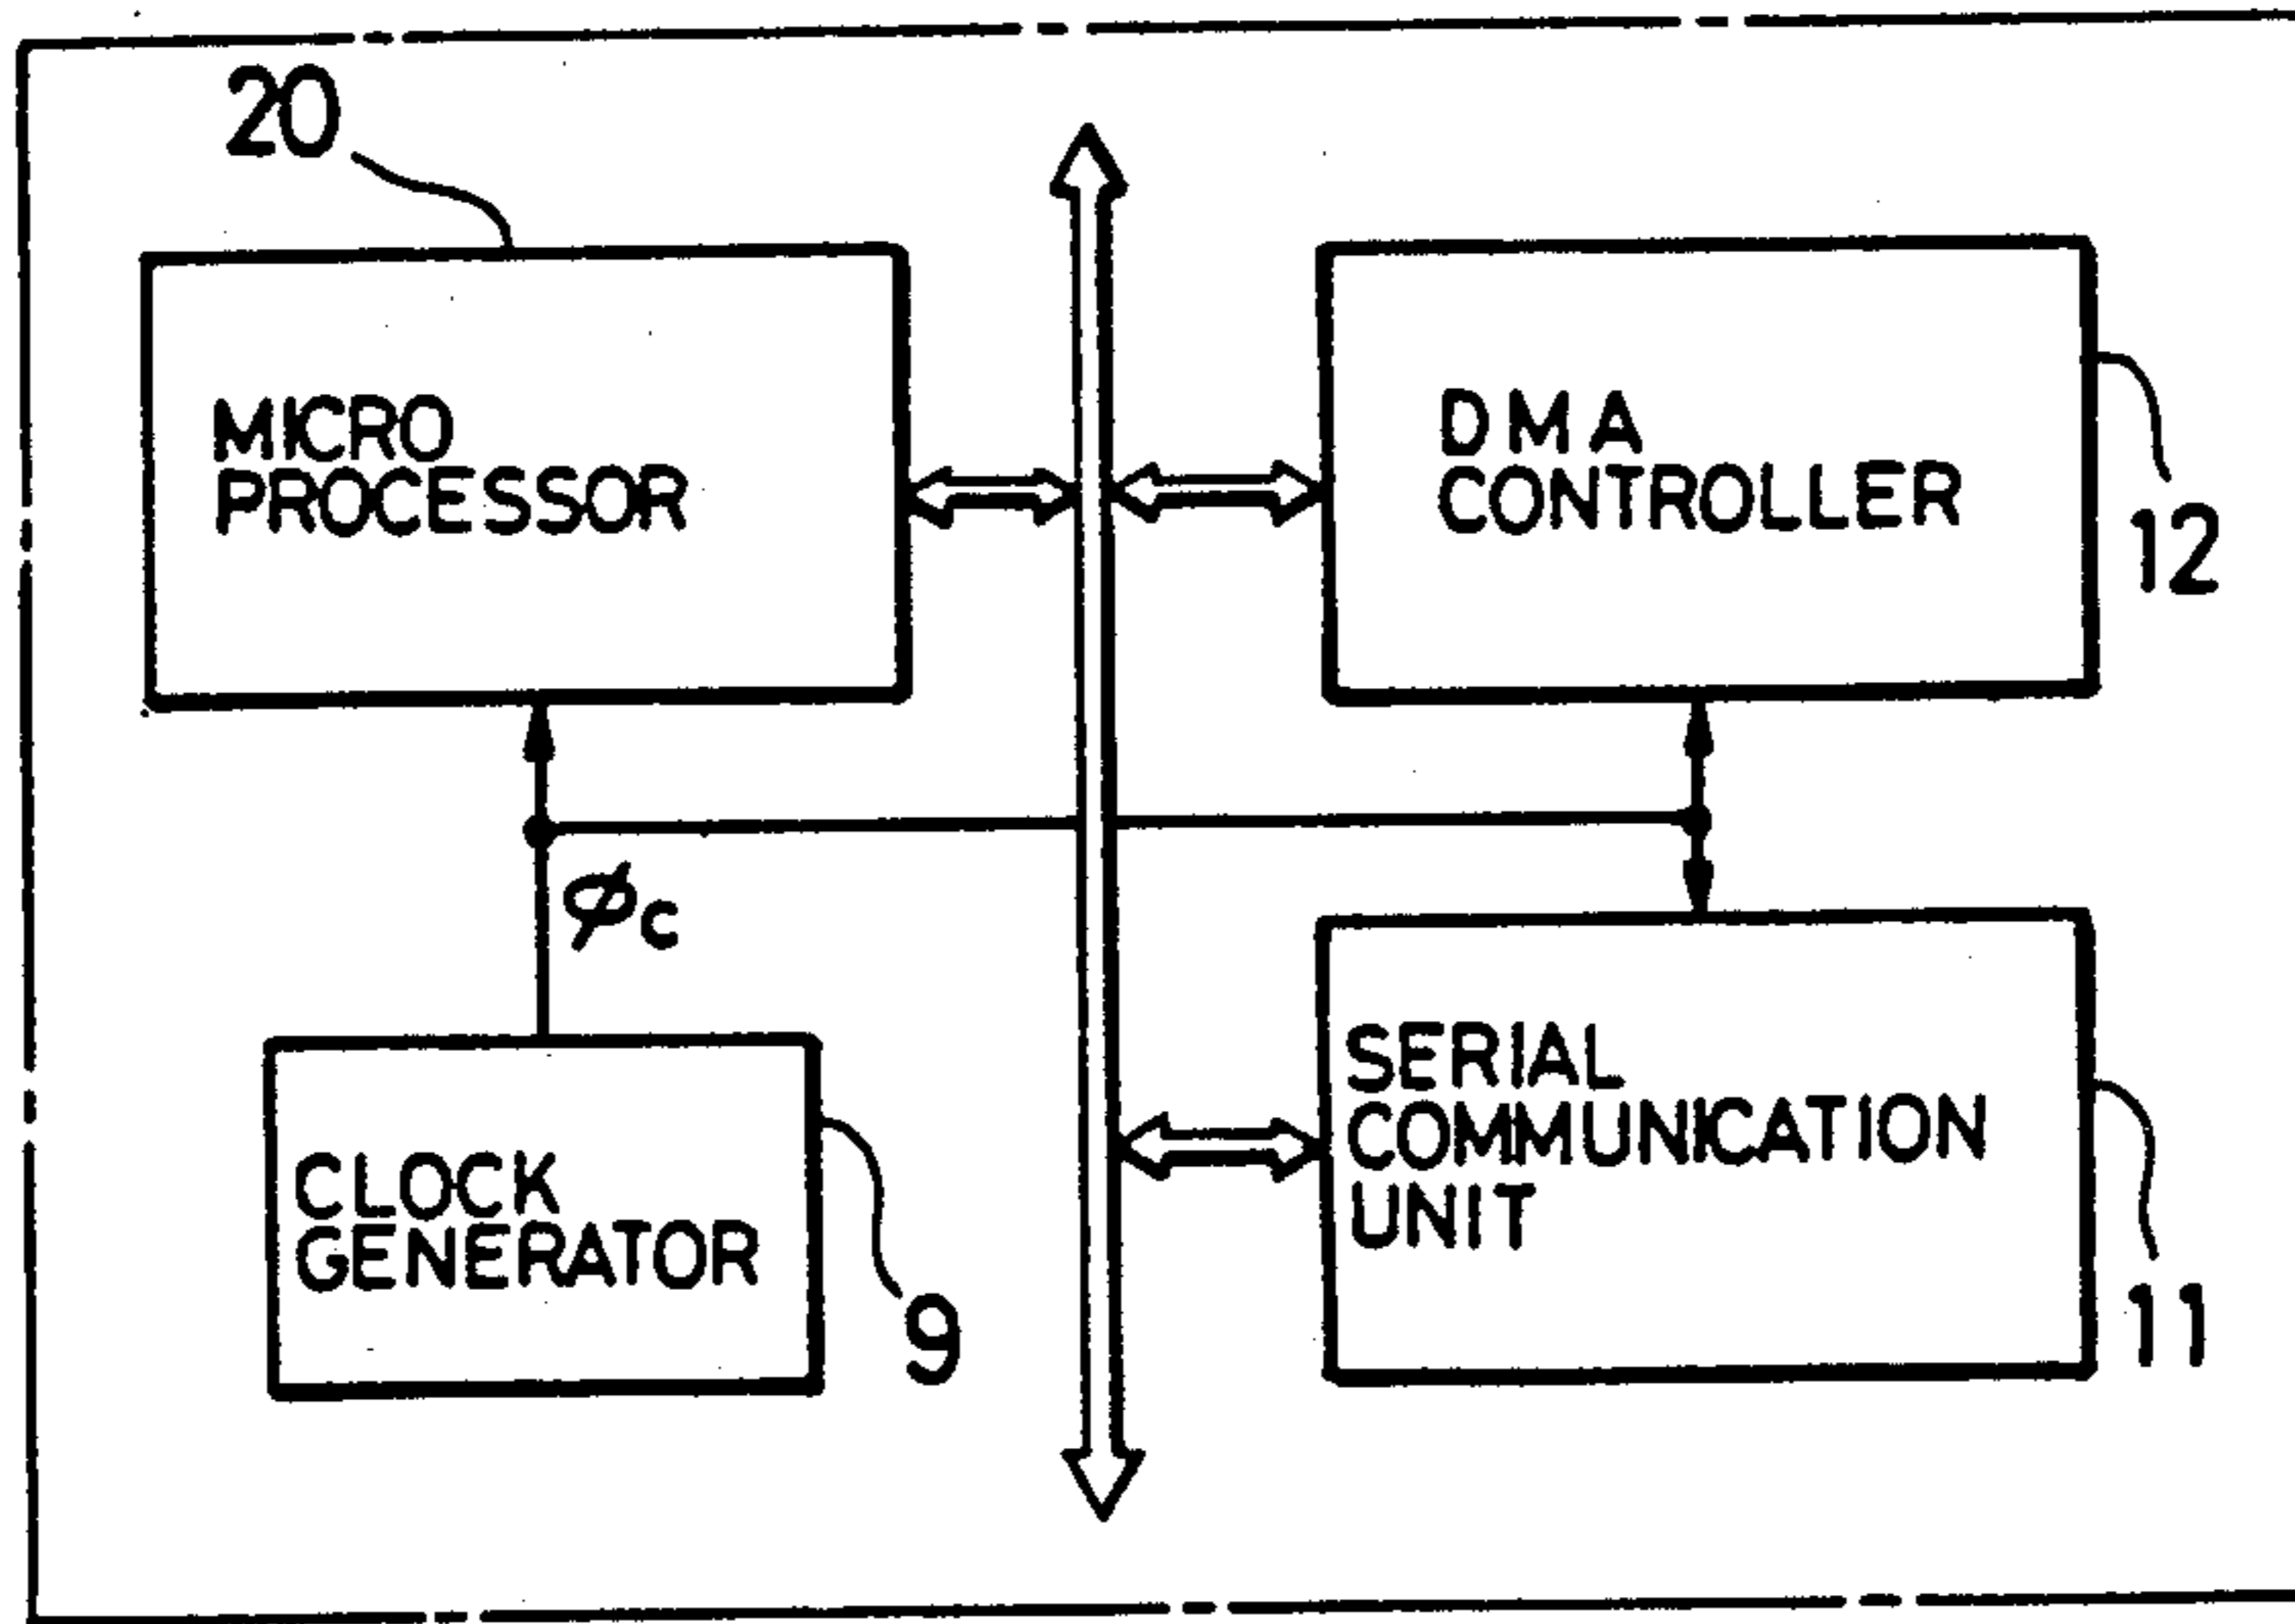 20
MICRO
PROCESSOR
DMA
CONTROLLER
12
φc
CLOCK
GENERATOR
9
SERIAL
COMMUNICATION
UNIT
11